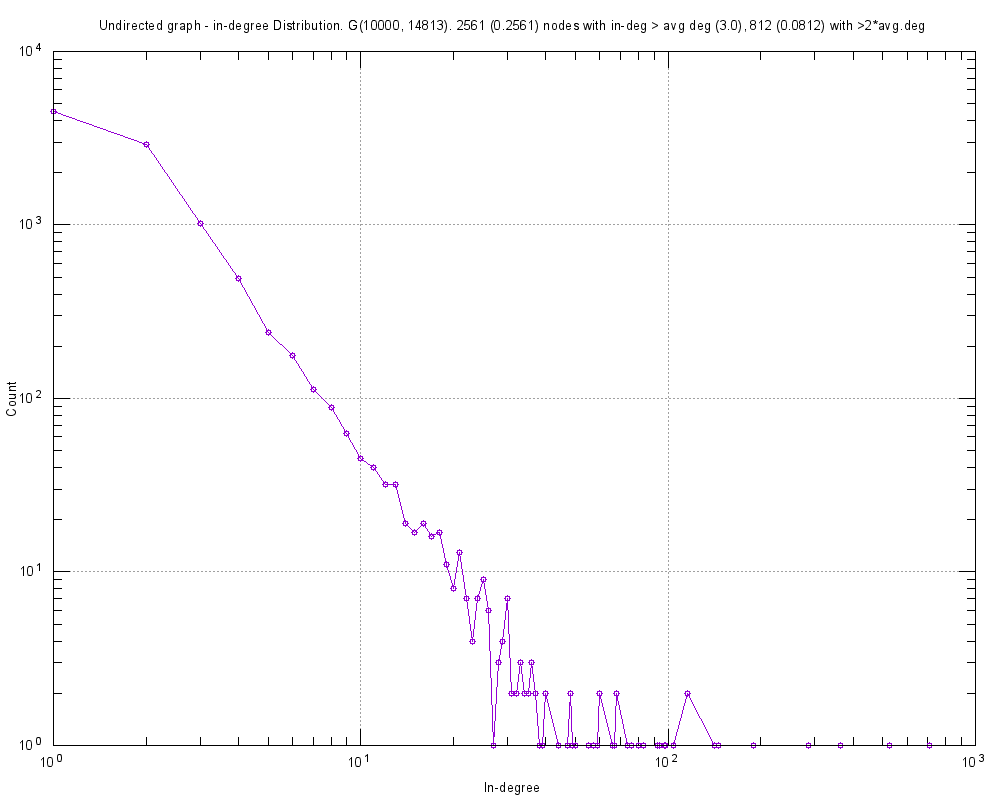 Undirected graph - in-degree Distribution. G(10000, 14813). 2561 (0.2561) nodes with in-deg > avg deg (3.0), 812 (0.0812) with >2*avg.deg
10^4
10^3
10^2
10^1
10^0
Count
10^0 10^1 10^2 10^3
In-degree